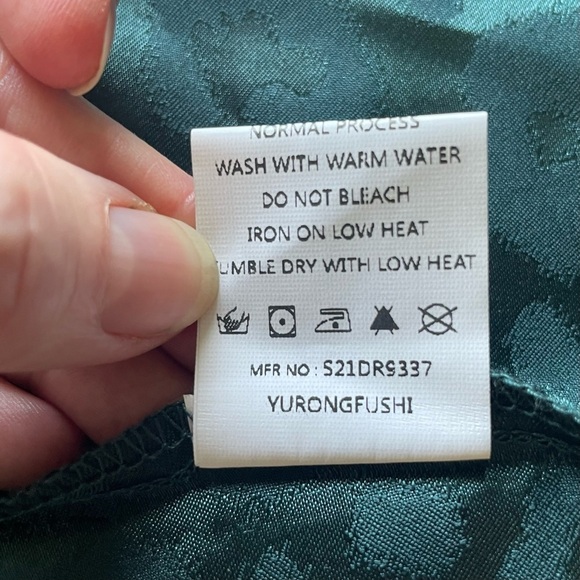 NORMAL PROCESS
WASH WITH WARM WATER
DO NOT BLEACH
IRON ON LOW HEAT
TUMBLE DRY WITH LOW HEAT
MFR NO : S21DR9337
YURONGFUSHI